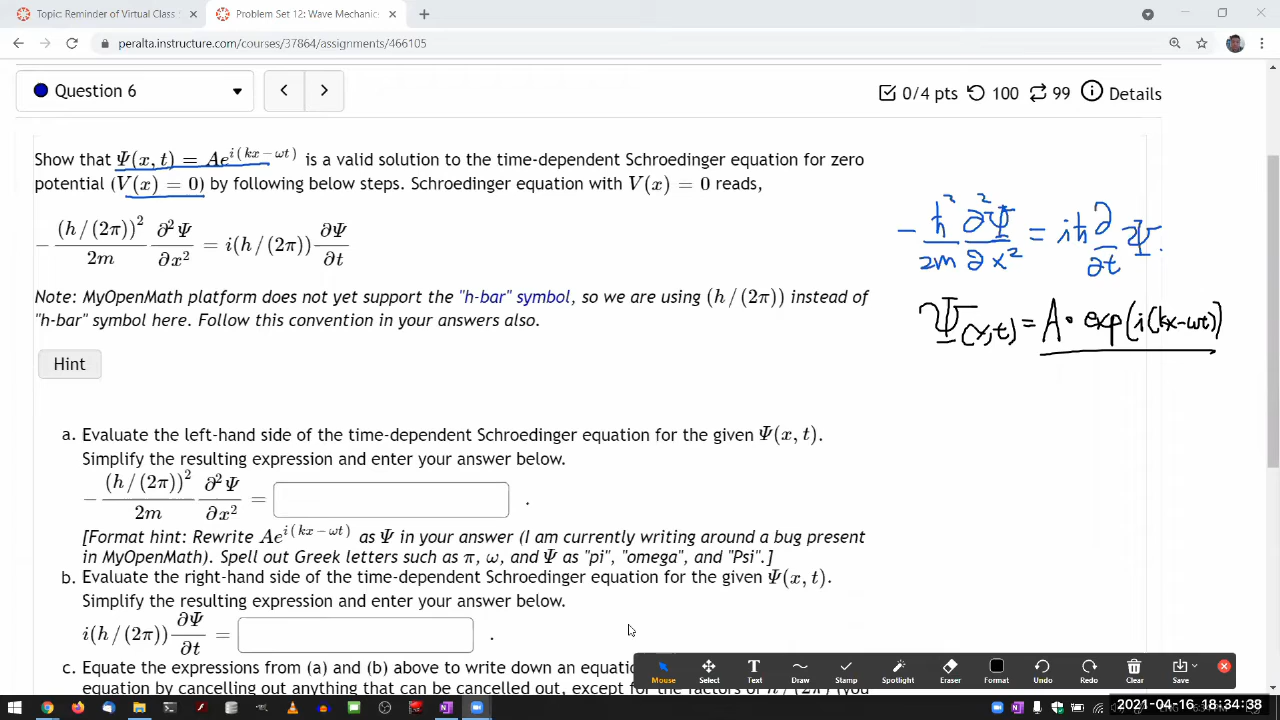 Topic: Reminder of Virtual Class
Problem Set 12: Wave Mechanic
peralta.instructure.com/courses/37864/assignments/466105
Question 6
0/4 pts 100 99 Details
Show that Ψ(x, t) = Ae^{i(kx−ωt)} is a valid solution to the time-dependent Schroedinger equation for zero
potential (V(x) = 0) by following below steps. Schroedinger equation with V(x) = 0 reads,
−(h/(2π))²/2m ∂²Ψ/∂x² = i(h/(2π)) ∂Ψ/∂t
−ħ²/2m ∂²Ψ/∂x² = iħ ∂/∂t Ψ.
Note: MyOpenMath platform does not yet support the "h-bar" symbol, so we are using (h/(2π)) instead of
"h-bar" symbol here. Follow this convention in your answers also.
Ψ(x,t) = A· exp(i(kx−ωt))
Hint
a. Evaluate the left-hand side of the time-dependent Schroedinger equation for the given Ψ(x, t).
Simplify the resulting expression and enter your answer below.
−(h/(2π))²/2m ∂²Ψ/∂x² = .
[Format hint: Rewrite Ae^{i(kx−ωt)} as Ψ in your answer (I am currently writing around a bug present
in MyOpenMath). Spell out Greek letters such as π, ω, and Ψ as "pi", "omega", and "Psi".]
b. Evaluate the right-hand side of the time-dependent Schroedinger equation for the given Ψ(x, t).
Simplify the resulting expression and enter your answer below.
i(h/(2π)) ∂Ψ/∂t = .
c. Equate the expressions from (a) and (b) above to write down an equati
equation by cancelling out anything that can be cancelled out, except for the factors of h/(2π) (you
Mouse Select Text Draw Stamp Spotlight Eraser Format Undo Redo Clear Save
2021-04-16 18:34:38